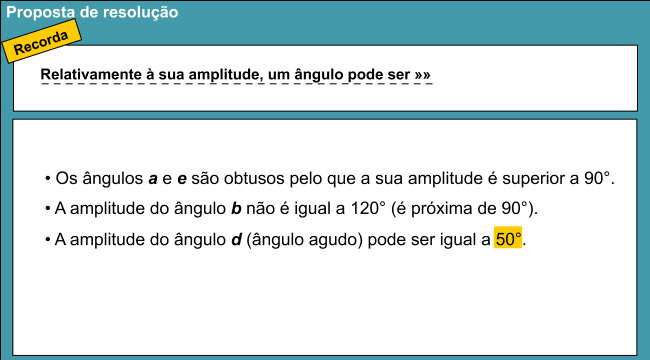 Proposta de resolução
Recorda
Relativamente à sua amplitude, um ângulo pode ser »»
• Os ângulos a e e são obtusos pelo que a sua amplitude é superior a 90°.
• A amplitude do ângulo b não é igual a 120° (é próxima de 90°).
• A amplitude do ângulo d (ângulo agudo) pode ser igual a 50°.